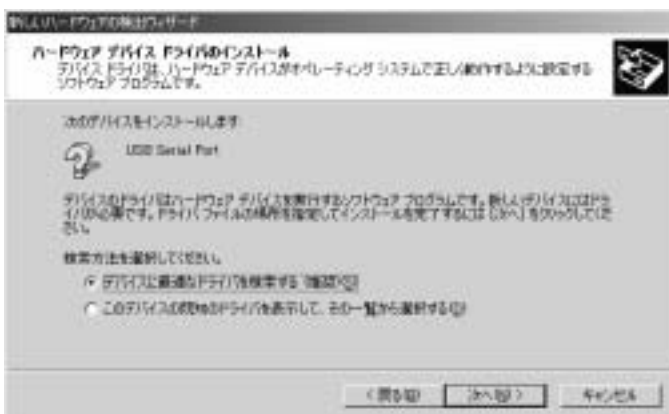 新しいハードウェアの検出ウィザード
ハードウェア デバイス ドライバのインストール
デバイス ドライバは、ハードウェア デバイスがオペレーティング システムで正しく動作するように設定する
ソフトウェア プログラムです。
次のデバイスをインストールします:
USB Serial Port
デバイスのドライバはハードウェア デバイスを実行するソフトウェア プログラムです。新しいデバイスにはドラ
イバが必要です。ドライバ ファイルの場所を指定してインストールを完了するには [次へ] をクリックしてくだ
さい。
検索方法を選択してください。
デバイスに最適なドライバを検索する (推奨)(S)
このデバイスの既知のドライバを表示して、その一覧から選択する(D)
< 戻る(B)
次へ(N) >
キャンセル